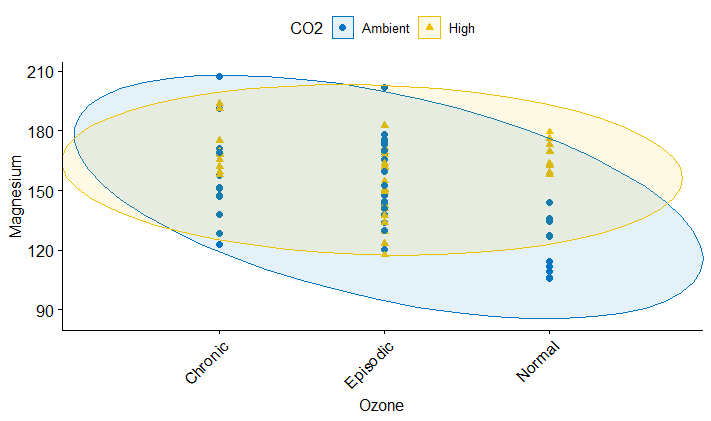 CO2 Ambient High
210
180
150
120
90
Magnesium
Chronic Episodic Normal
Ozone